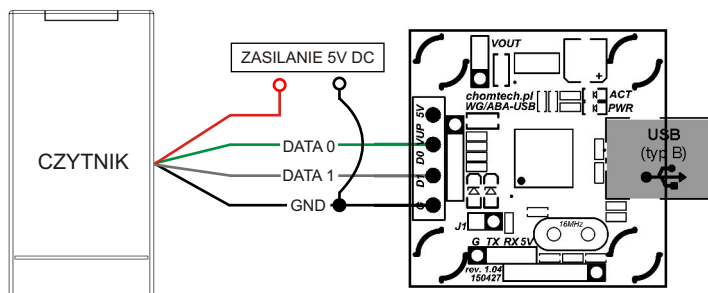 ZASILANIE 5V DC
CZYTNIK
DATA 0
DATA 1
GND
VOUT
chomtech.pl
WG/ABA-USB
ACT
PWR
5V
VUP
D0
D1
G
USB
(typ B)
J1
16MHz
G TX RX 5V
rev. 1.04
150427
+